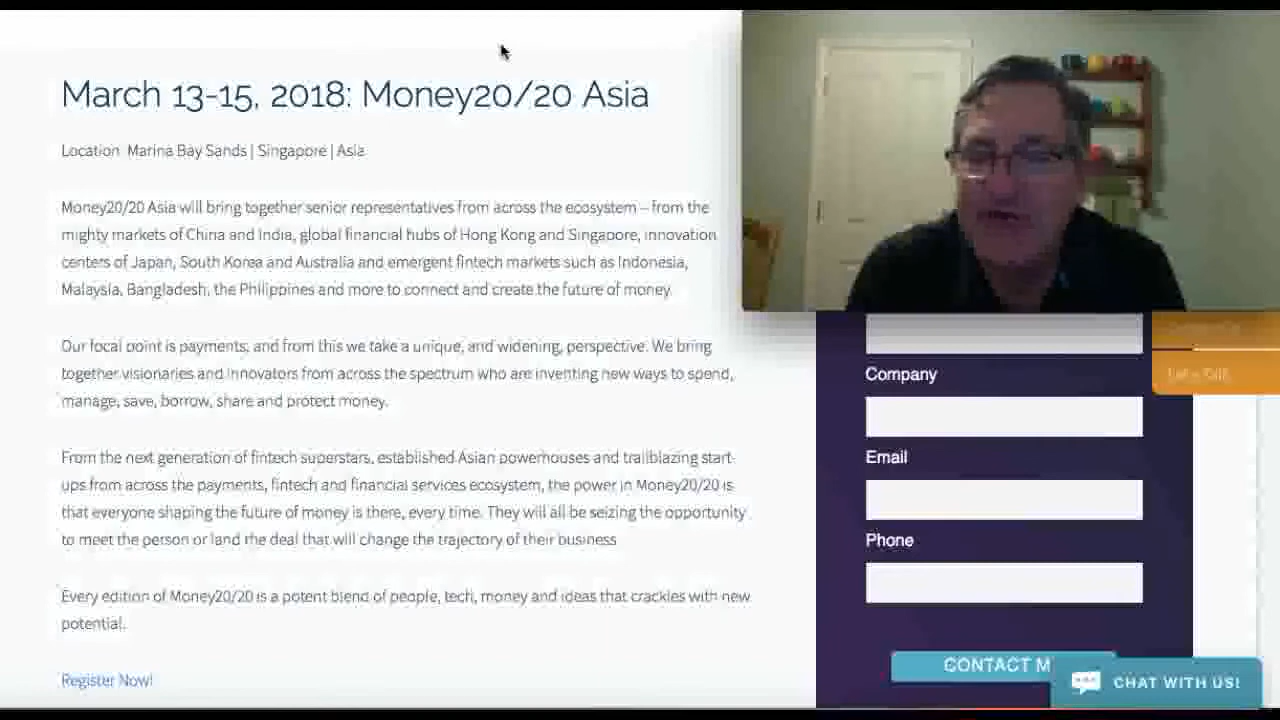 March 13-15, 2018: Money20/20 Asia
Location: Marina Bay Sands | Singapore | Asia
Money20/20 Asia will bring together senior representatives from across the ecosystem – from the
mighty markets of China and India, global financial hubs of Hong Kong and Singapore, innovation
centers of Japan, South Korea and Australia and emergent fintech markets such as Indonesia,
Malaysia, Bangladesh, the Philippines and more to connect and create the future of money.
Our focal point is payments, and from this we take a unique, and widening, perspective. We bring
together visionaries and innovators from across the spectrum who are inventing new ways to spend,
manage, save, borrow, share and protect money.
From the next generation of fintech superstars, established Asian powerhouses and trailblazing start-
ups from across the payments, fintech and financial services ecosystem, the power in Money20/20 is
that everyone shaping the future of money is there, every time. They will all be seizing the opportunity
to meet the person or land the deal that will change the trajectory of their business
Every edition of Money20/20 is a potent blend of people, tech, money and ideas that crackles with new
potential.
Register Now!
Company
Email
Phone
CONTACT M
CHAT WITH US!